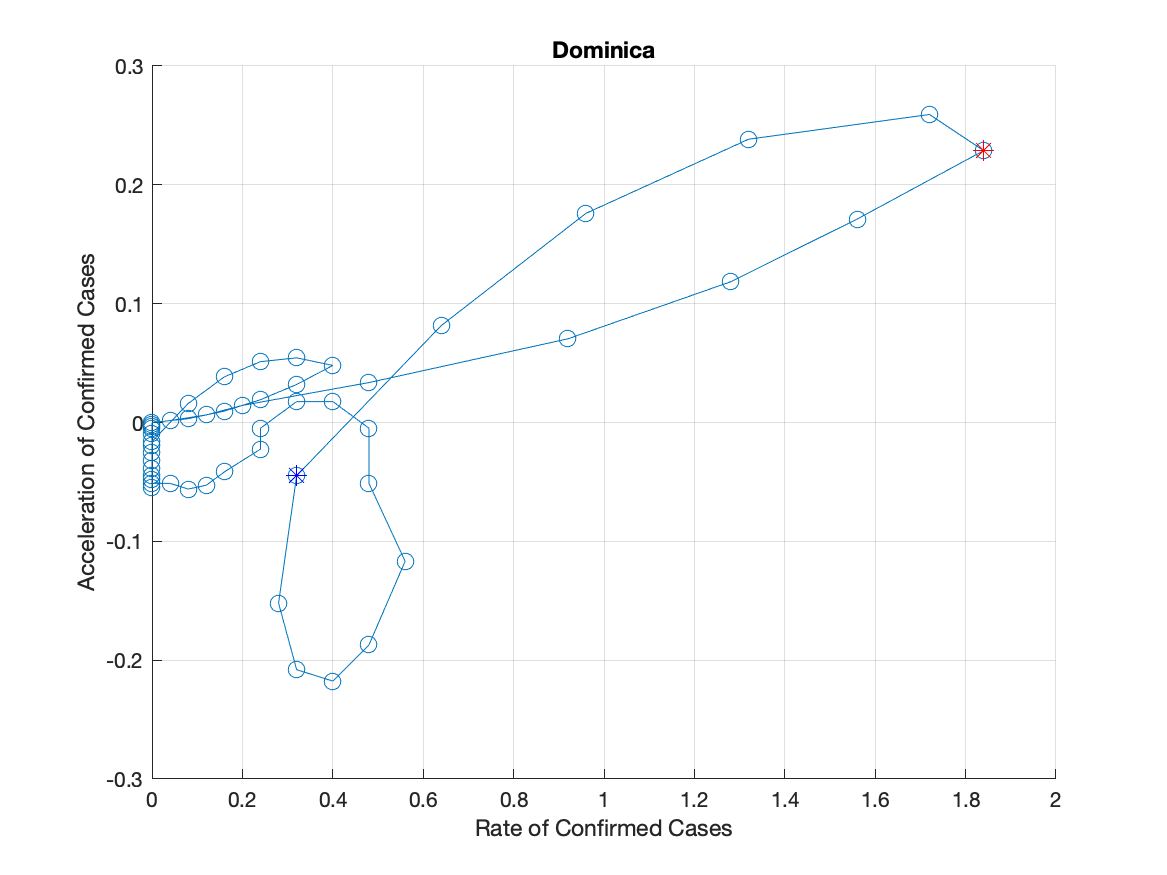 Dominica
0.3
0.2
0.1
0
-0.1
-0.2
-0.3
Acceleration of Confirmed Cases
0 0.2 0.4 0.6 0.8 1 1.2 1.4 1.6 1.8 2
Rate of Confirmed Cases